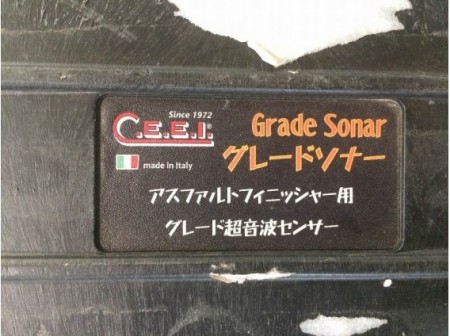 Since 1972
C.E.E.I.
made in Italy
Grade Sonar
グレードソナー
アスファルトフィニッシャー用
グレード超音波センサー